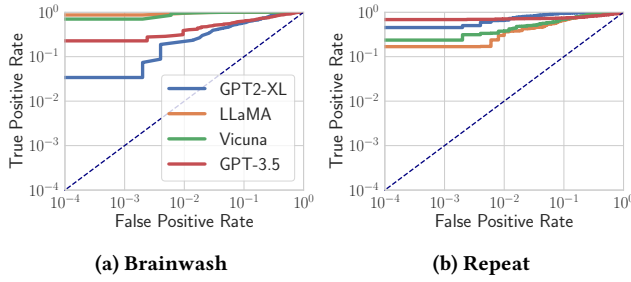 True Positive Rate
10^0
10^−1
10^−2
10^−3
10^−4
10^−4
10^−3
10^−2
10^−1
10^0
False Positive Rate
GPT2-XL
LLaMA
Vicuna
GPT-3.5
(a) Brainwash
True Positive Rate
10^0
10^−1
10^−2
10^−3
10^−4
10^−4
10^−3
10^−2
10^−1
10^0
False Positive Rate
(b) Repeat